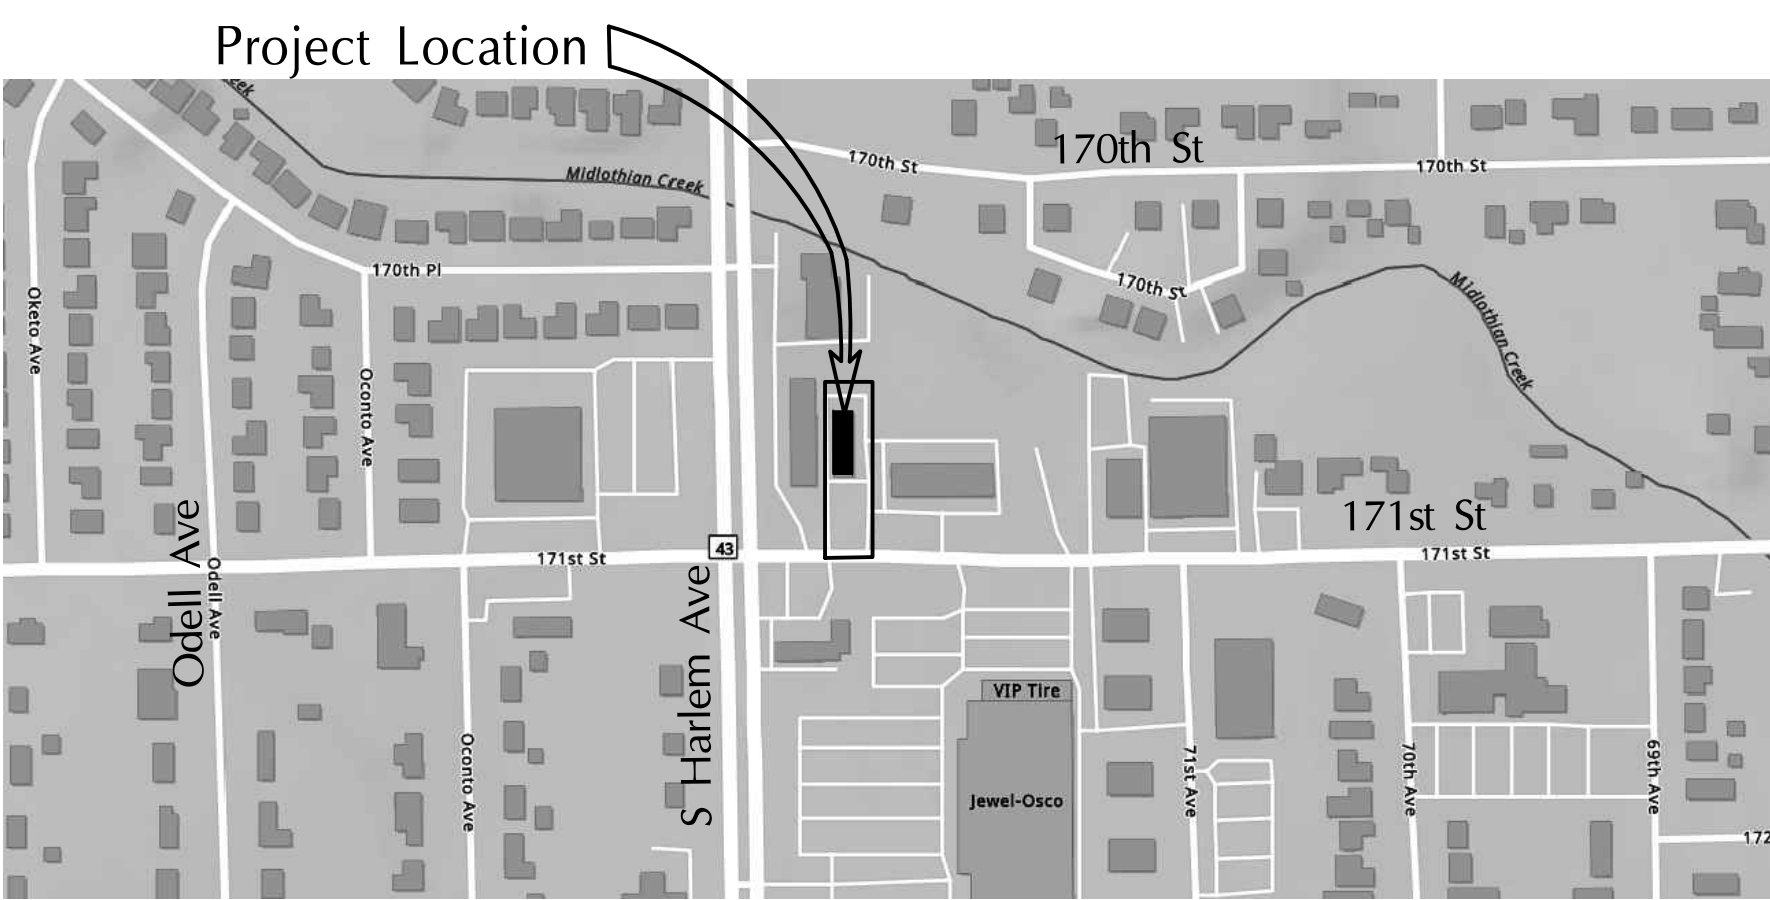 Project Location
eek
Midlothian Creek
170th St
170th St
170th St
170th Pl
170th St
Midlothian Creek
Oketo Ave
Oconto Ave
171st St
43
171st St
171st St
Odell Ave
Odell Ave
S Harlem Ave
VIP Tire
Jewel-Osco
Oconto Ave
71st Ave
70th Ave
69th Ave
172